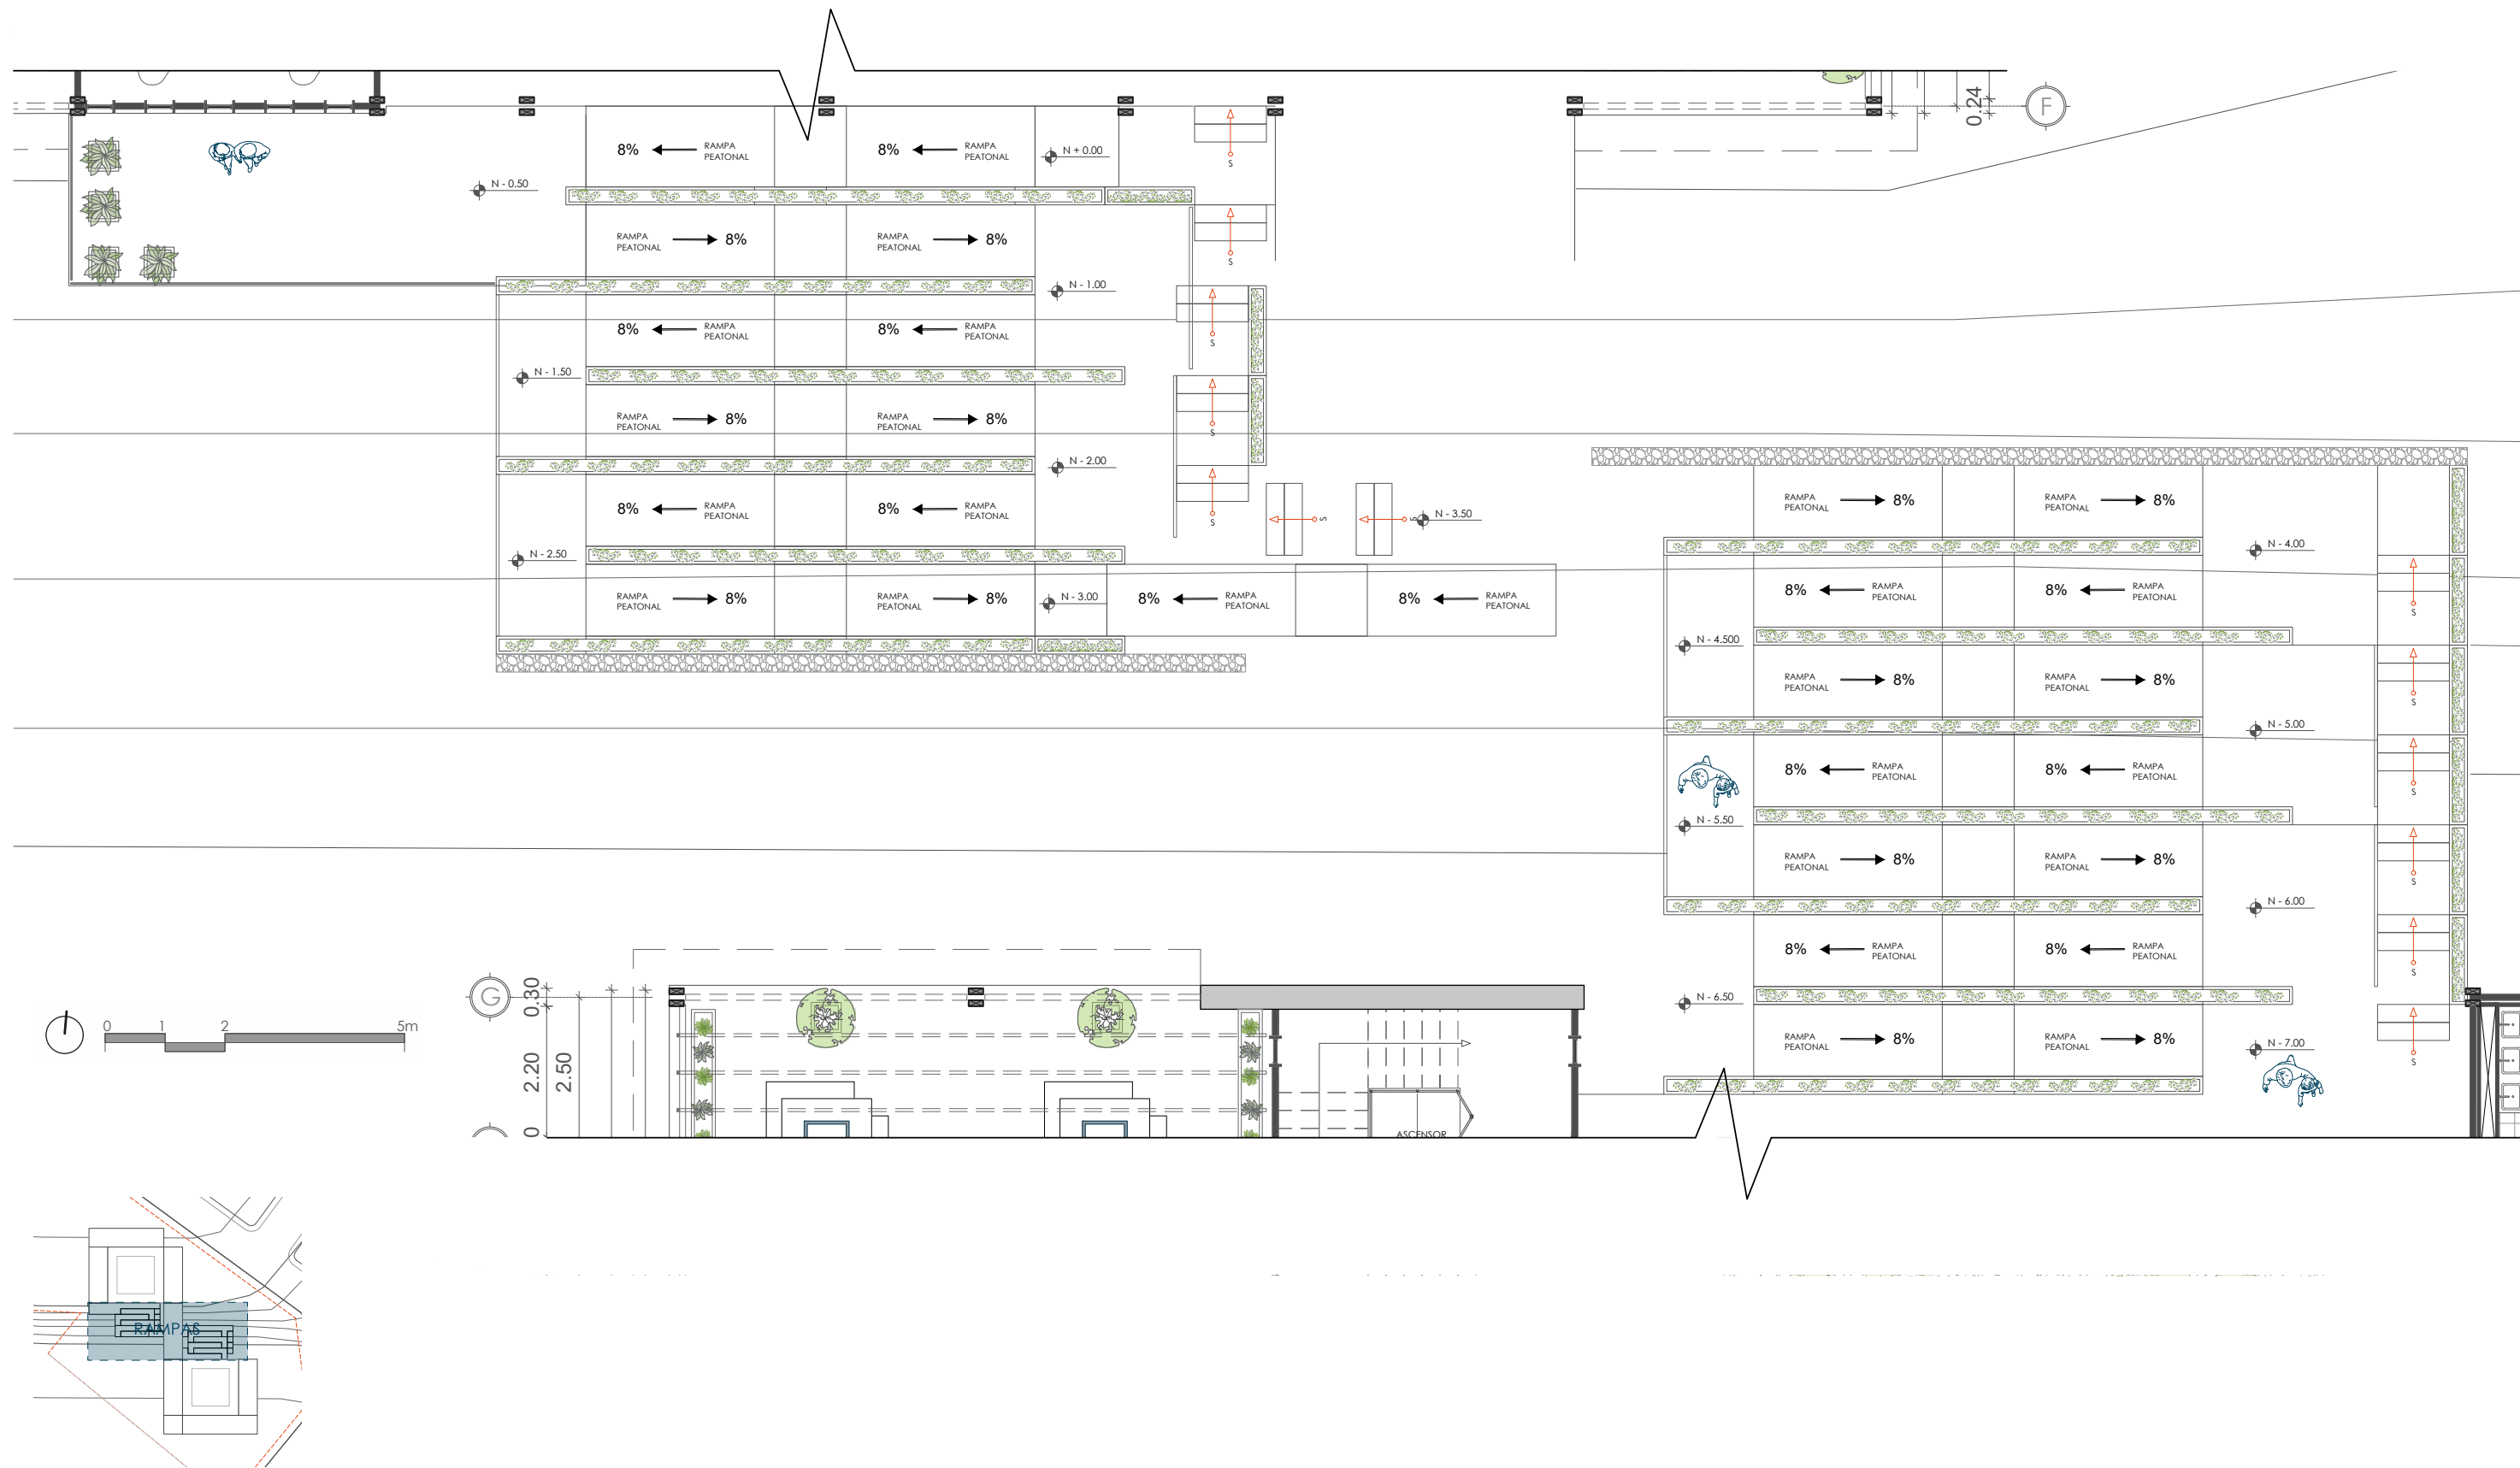 F
0.24
8%
RAMPA
PEATONAL
8%
RAMPA
PEATONAL
N + 0.00
S
N - 0.50
RAMPA
PEATONAL
8%
RAMPA
PEATONAL
8%
S
N - 1.00
8%
RAMPA
PEATONAL
8%
RAMPA
PEATONAL
S
N - 1.50
RAMPA
PEATONAL
8%
RAMPA
PEATONAL
8%
S
N - 2.00
8%
RAMPA
PEATONAL
8%
RAMPA
PEATONAL
S
S
S
N - 3.50
N - 2.50
RAMPA
PEATONAL
8%
RAMPA
PEATONAL
8%
N - 3.00
8%
RAMPA
PEATONAL
8%
RAMPA
PEATONAL
RAMPA
PEATONAL
8%
RAMPA
PEATONAL
8%
N - 4.00
8%
RAMPA
PEATONAL
8%
RAMPA
PEATONAL
S
N - 4.500
RAMPA
PEATONAL
8%
RAMPA
PEATONAL
8%
S
N - 5.00
8%
RAMPA
PEATONAL
8%
RAMPA
PEATONAL
S
N - 5.50
RAMPA
PEATONAL
8%
RAMPA
PEATONAL
8%
S
N - 6.00
8%
RAMPA
PEATONAL
8%
RAMPA
PEATONAL
S
N - 6.50
RAMPA
PEATONAL
8%
RAMPA
PEATONAL
8%
N - 7.00
S
G
0.30
2.20
2.50
0
ASCENSOR
0 1 2 5m
RAMPAS